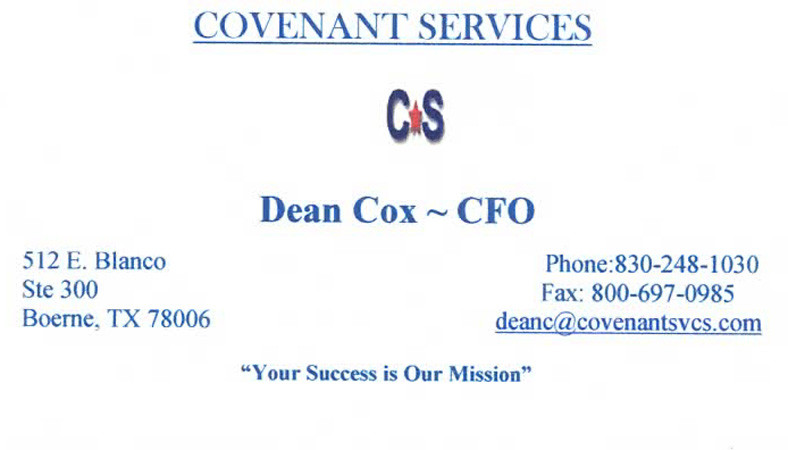 COVENANT SERVICES
C S
Dean Cox ~ CFO
512 E. Blanco
Ste 300
Boerne, TX 78006
Phone:830-248-1030
Fax: 800-697-0985
deanc@covenantsvcs.com
“Your Success is Our Mission”